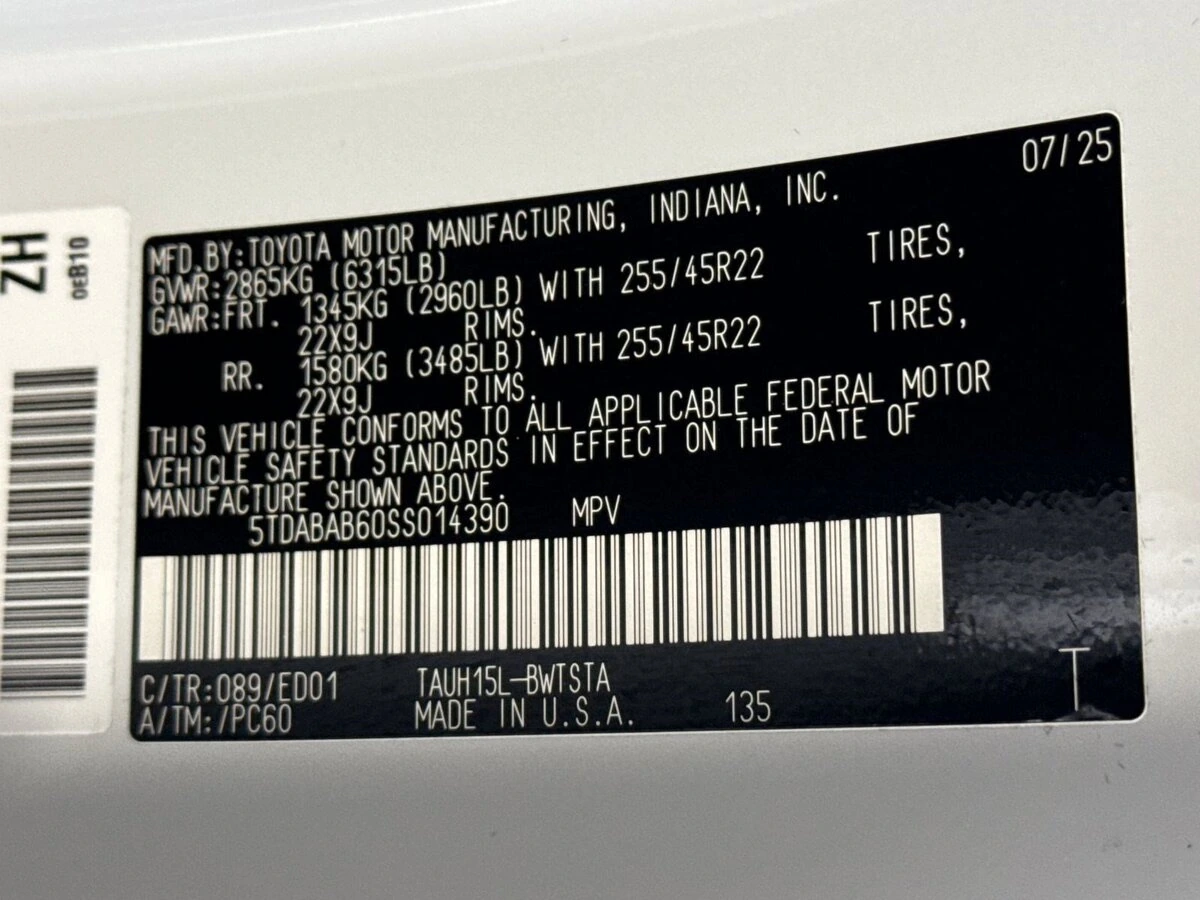 ZH
0EB10
07/25
MFD.BY:TOYOTA MOTOR MANUFACTURING, INDIANA, INC.
GVWR:2865KG (6315LB)
GAWR:FRT. 1345KG (2960LB) WITH 255/45R22 TIRES,
22X9J RIMS.
RR. 1580KG (3485LB) WITH 255/45R22 TIRES,
22X9J RIMS.
THIS VEHICLE CONFORMS TO ALL APPLICABLE FEDERAL MOTOR
VEHICLE SAFETY STANDARDS IN EFFECT ON THE DATE OF
MANUFACTURE SHOWN ABOVE.
5TDABAB60SS014390 MPV
C/TR:089/ED01 TAUH15L-BWTSTA
A/TM:/PC60 MADE IN U.S.A. 135
T